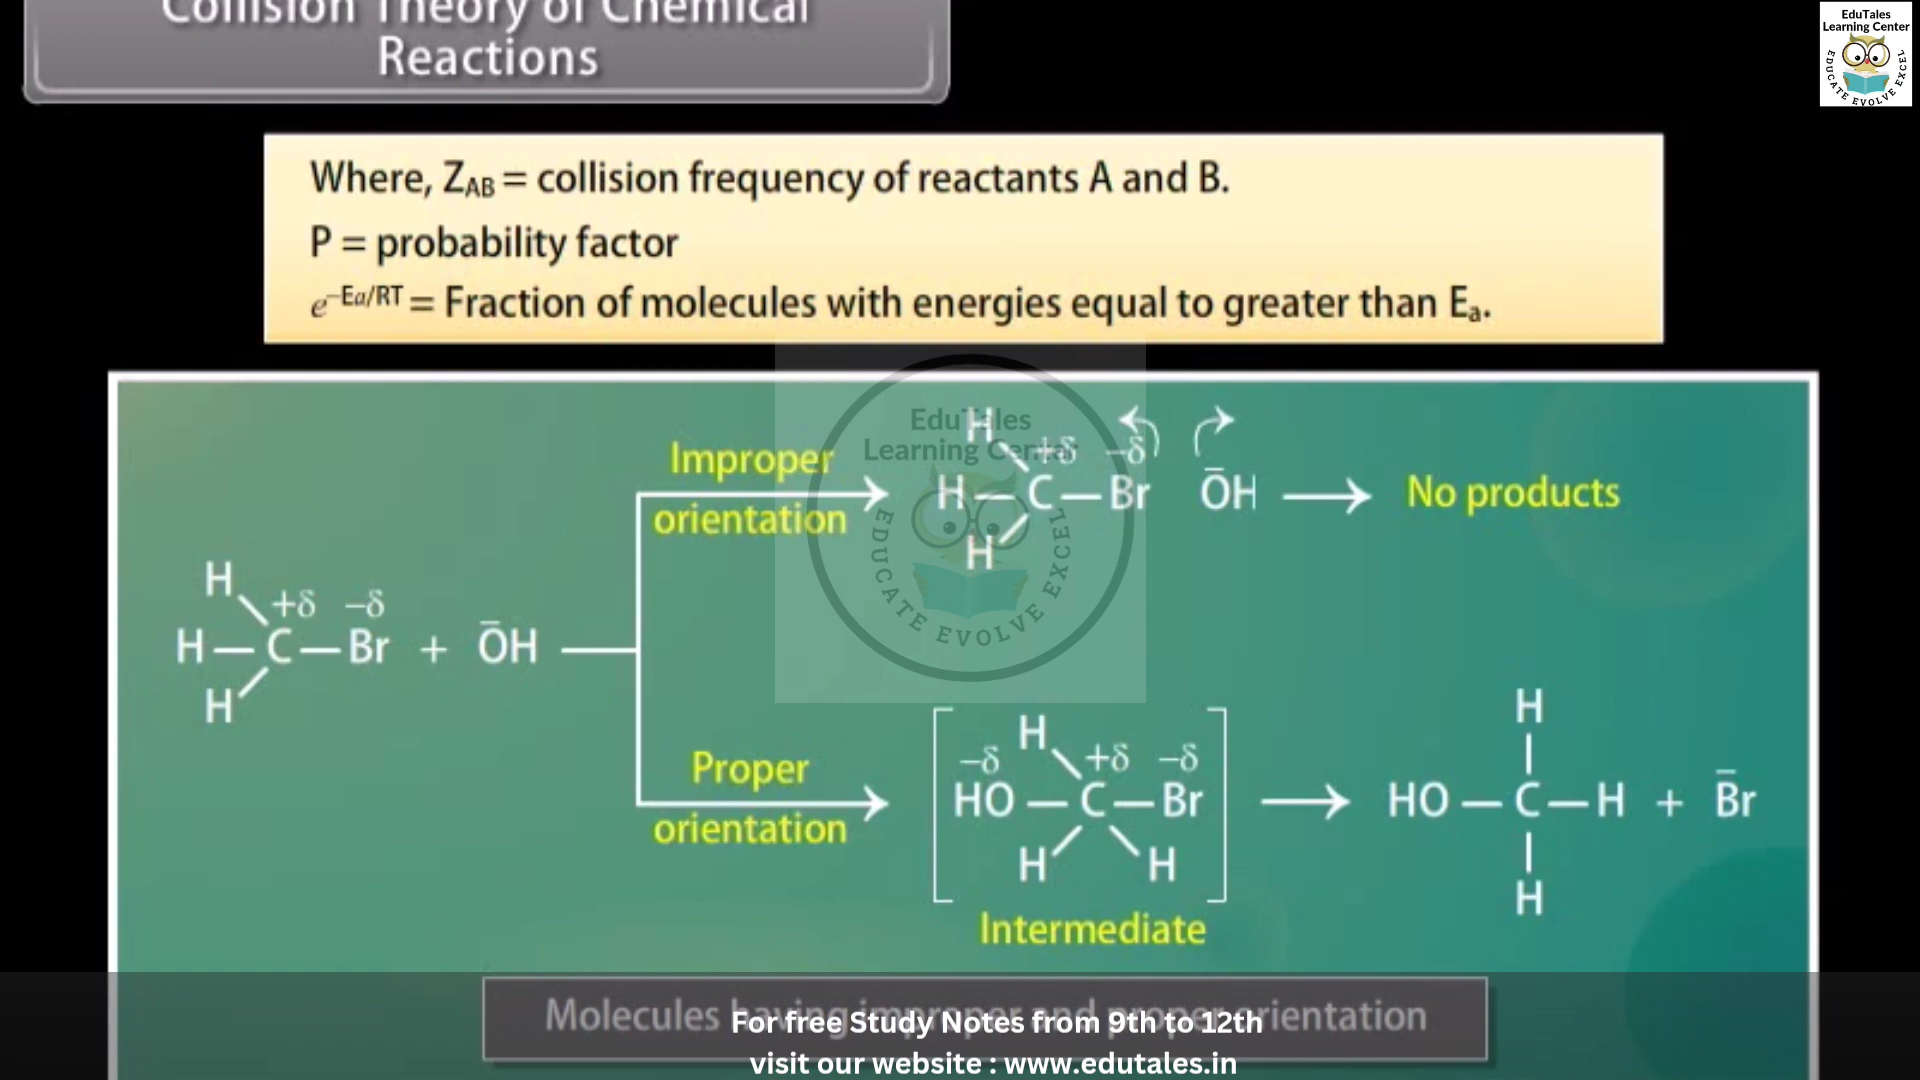 Collision Theory of Chemical
Reactions
EduTales
Learning Center
EDUCATE EVOLVE EXCEL
Where, Z_AB = collision frequency of reactants A and B.
P = probability factor
e^–Ea/RT = Fraction of molecules with energies equal to greater than E_a.
EduTales
Learning Center
EDUCATE EVOLVE EXCEL
Improper
orientation
H
+δ –δ
H — C — Br ŌH ⟶ No products
H
H
+δ –δ
H — C — Br + ŌH
H
Proper
orientation
H
–δ +δ –δ
HO — C — Br
H H
Intermediate
H
HO — C — H + B̄r
H
Molecules having improper and proper orientation
For free Study Notes from 9th to 12th
visit our website : www.edutales.in